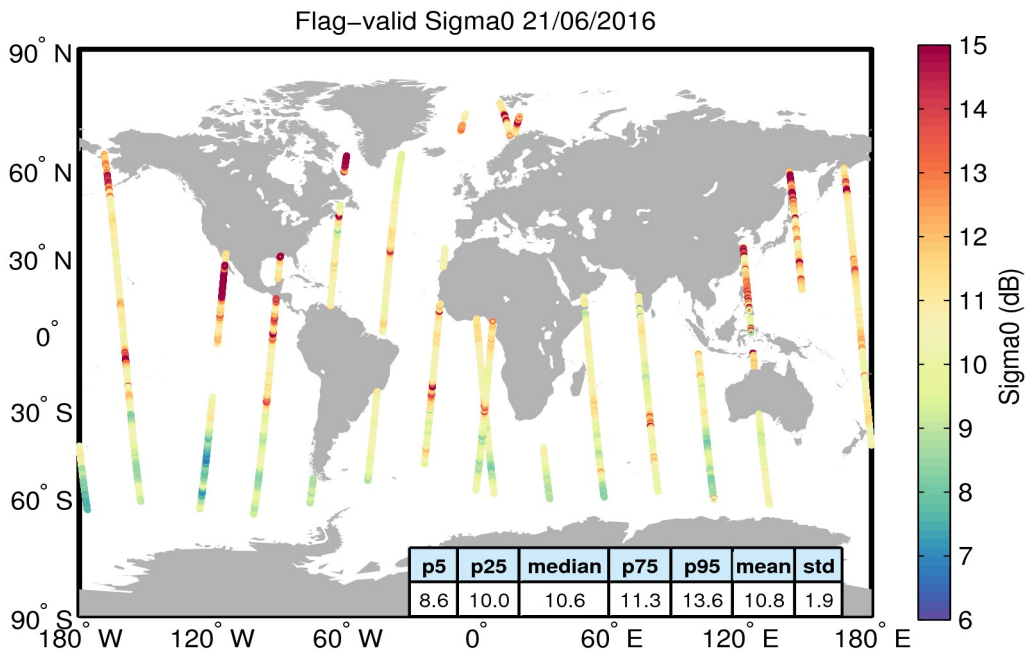 Flag−valid Sigma0 21/06/2016
90° N
60° N
30° N
0°
30° S
60° S
90° S
180° W
120° W
60° W
0°
60° E
120° E
180° E
p5 p25 median p75 p95 mean std
8.6 10.0 10.6 11.3 13.6 10.8 1.9
15
14
13
12
11
10
9
8
7
6
Sigma0 (dB)